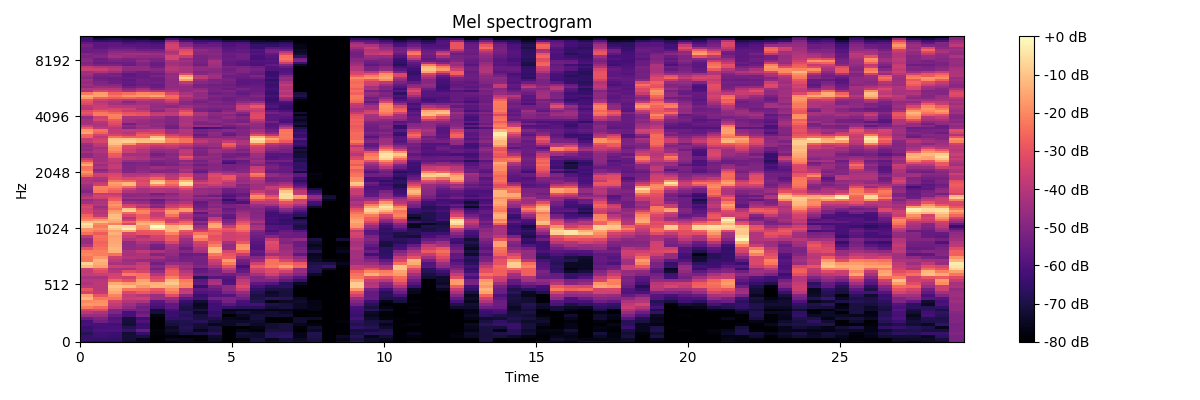 Mel spectrogram
8192
4096
2048
1024
512
0
Hz
0 5 10 15 20 25
Time
+0 dB
-10 dB
-20 dB
-30 dB
-40 dB
-50 dB
-60 dB
-70 dB
-80 dB